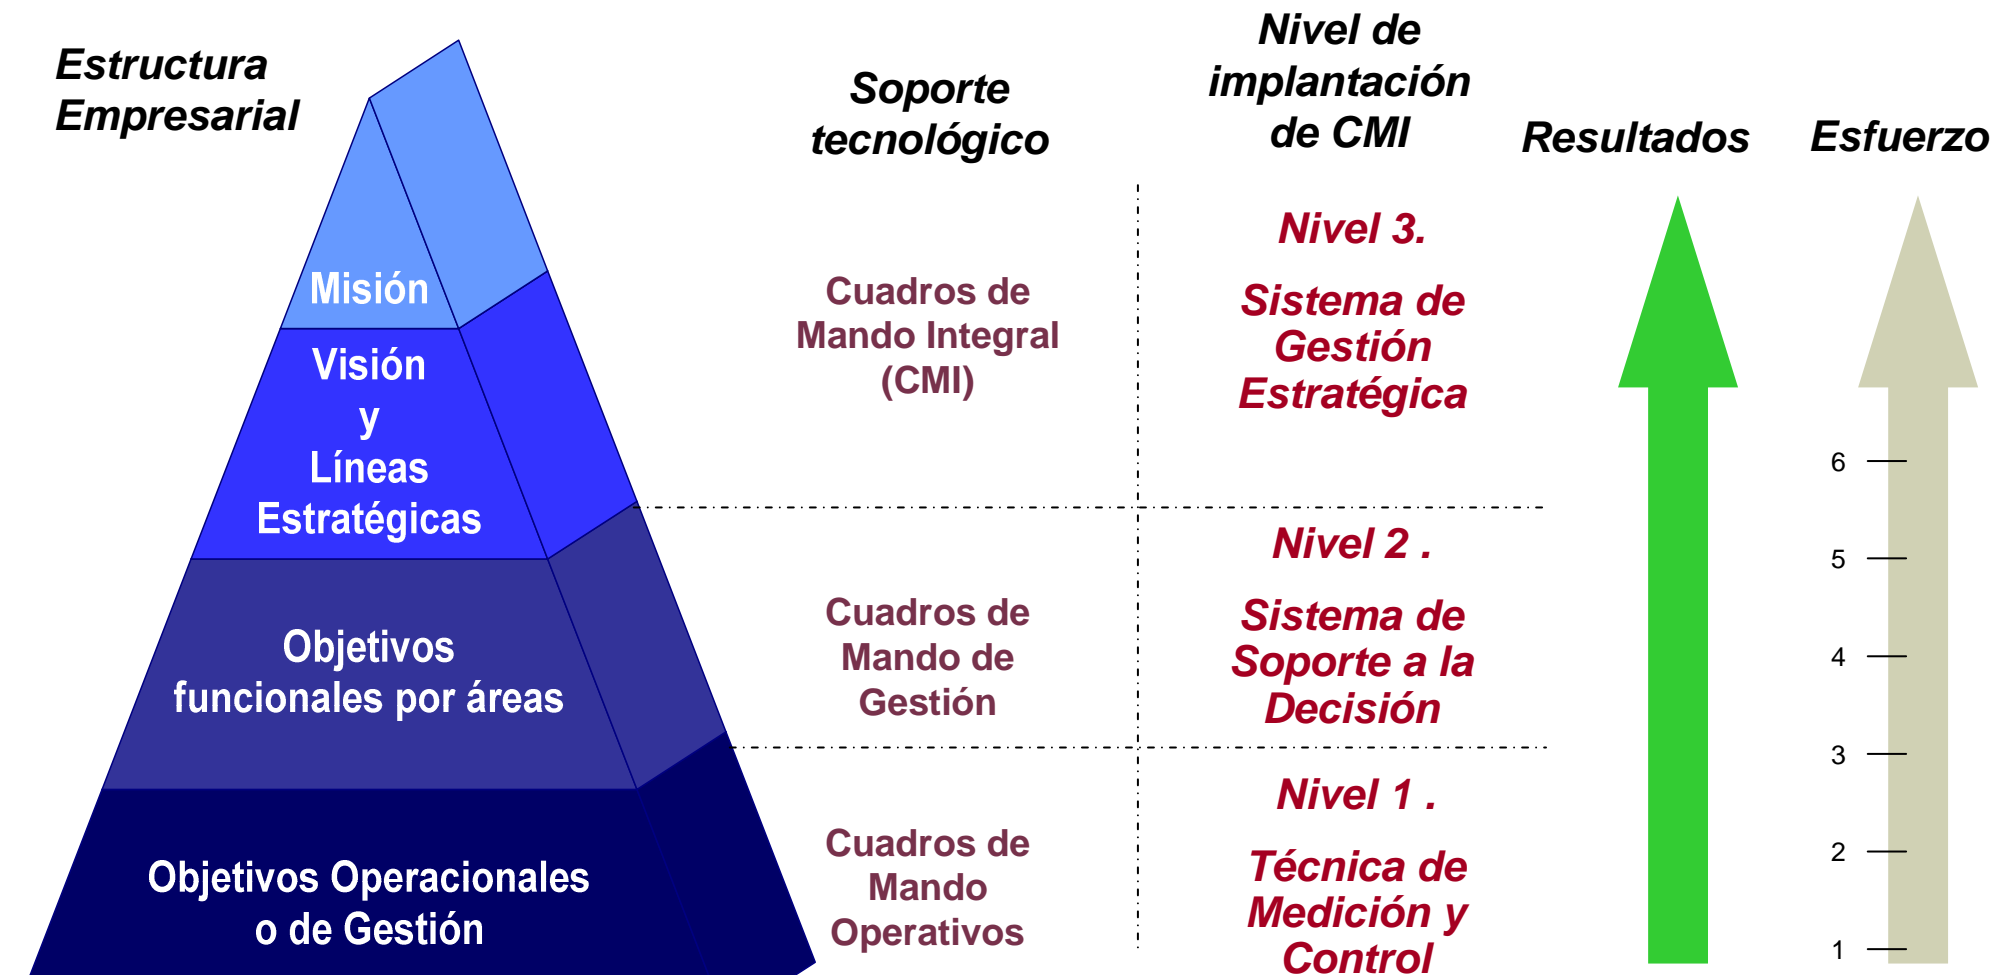 Estructura
Empresarial
Soporte
tecnológico
Nivel de
implantación
de CMI
Resultados
Esfuerzo
Misión
Visión
y
Líneas
Estratégicas
Cuadros de
Mando Integral
(CMI)
Nivel 3.
Sistema de
Gestión
Estratégica
Objetivos
funcionales por áreas
Cuadros de
Mando de
Gestión
Nivel 2 .
Sistema de
Soporte a la
Decisión
Objetivos Operacionales
o de Gestión
Cuadros de
Mando
Operativos
Nivel 1 .
Técnica de
Medición y
Control
6
5
4
3
2
1